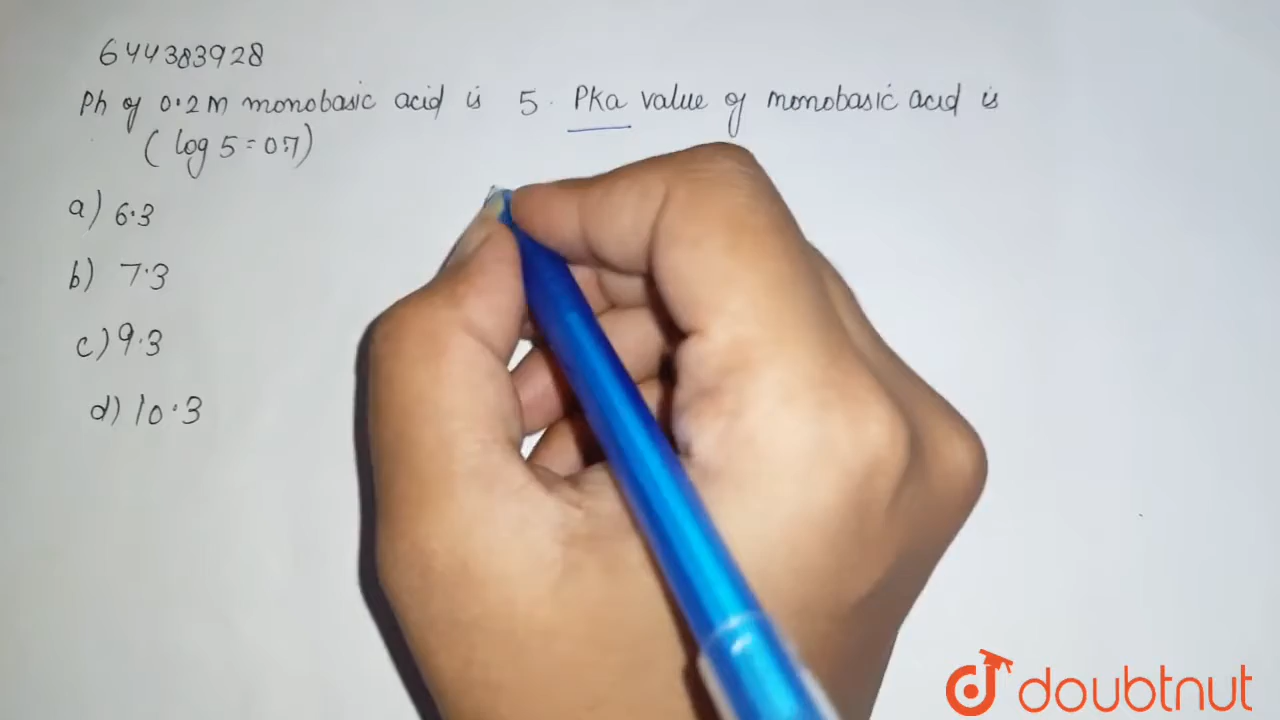 644383928
Ph of 0.2M monobasic acid is 5. PKa value of monobasic acid is
(log 5 = 0.7)
a) 6.3
b) 7.3
c) 9.3
d) 10.3
doubtnut